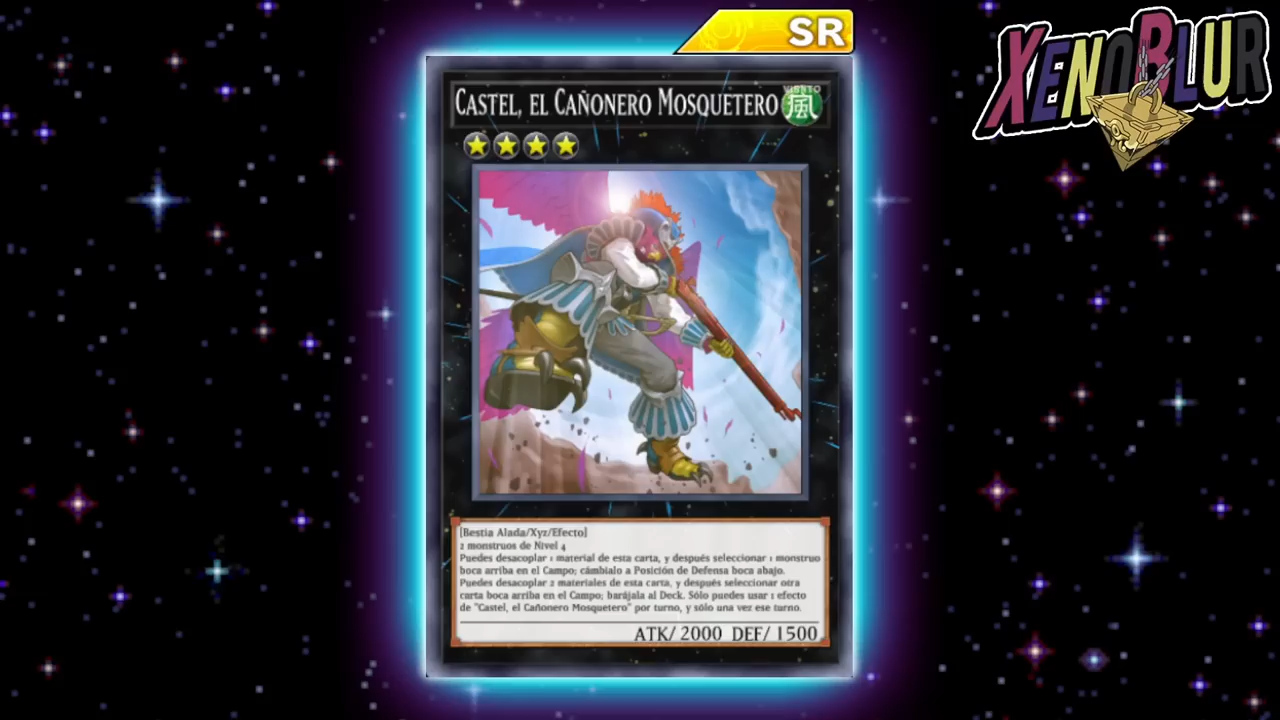 SR
XENOBLUR
CASTEL, EL CAÑONERO MOSQUETERO
VIENTO
風
[Bestia Alada/Xyz/Efecto]
2 monstruos de Nivel 4
Puedes desacoplar 1 material de esta carta, y después seleccionar 1 monstruo
boca arriba en el Campo; cámbialo a Posición de Defensa boca abajo.
Puedes desacoplar 2 materiales de esta carta, y después seleccionar otra
carta boca arriba en el Campo; barájala al Deck. Sólo puedes usar 1 efecto
de "Castel, el Cañonero Mosquetero" por turno, y sólo una vez ese turno.
ATK/ 2000 DEF/ 1500